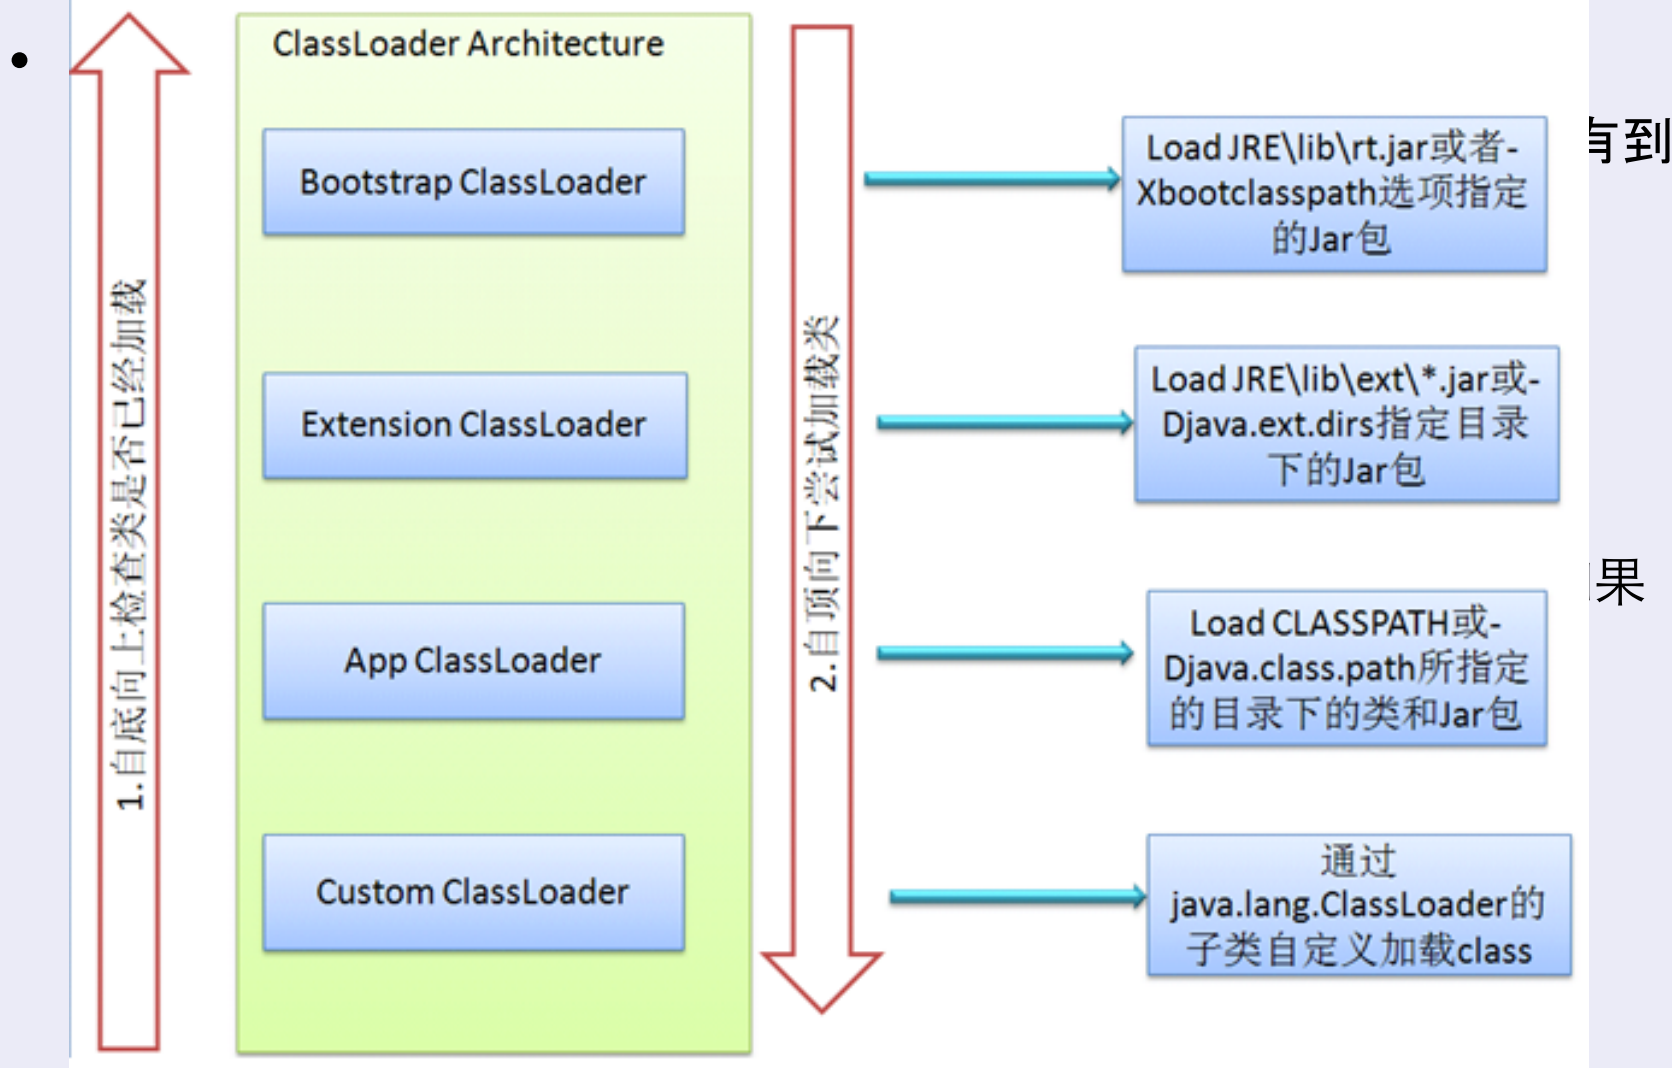 ClassLoader Architecture
1.自底向上检查类是否已经加载
2.自顶向下尝试加载类
Bootstrap ClassLoader
Load JRE\lib\rt.jar或者-
Xbootclasspath选项指定
的Jar包
有到
Extension ClassLoader
Load JRE\lib\ext\*.jar或-
Djava.ext.dirs指定目录
下的Jar包
App ClassLoader
Load CLASSPATH或-
Djava.class.path所指定
的目录下的类和Jar包
果
Custom ClassLoader
通过
java.lang.ClassLoader的
子类自定义加载class